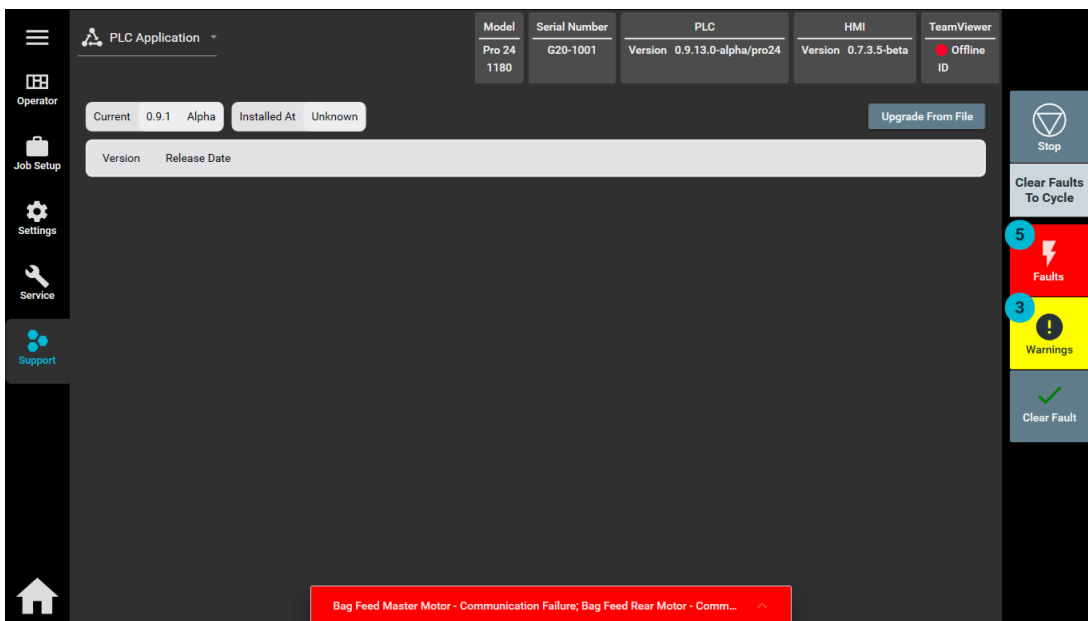 PLC Application
Model
Pro 24
1180
Serial Number
G20-1001
PLC
Version 0.9.13.0-alpha/pro24
HMI
Version 0.7.3.5-beta
TeamViewer
Offline
ID
Operator
Job Setup
Settings
Service
Support
Current 0.9.1 Alpha Installed At Unknown
Upgrade From File
Version Release Date
Stop
Clear Faults
To Cycle
5
Faults
3
Warnings
Clear Fault
Bag Feed Master Motor - Communication Failure; Bag Feed Rear Motor - Comm...